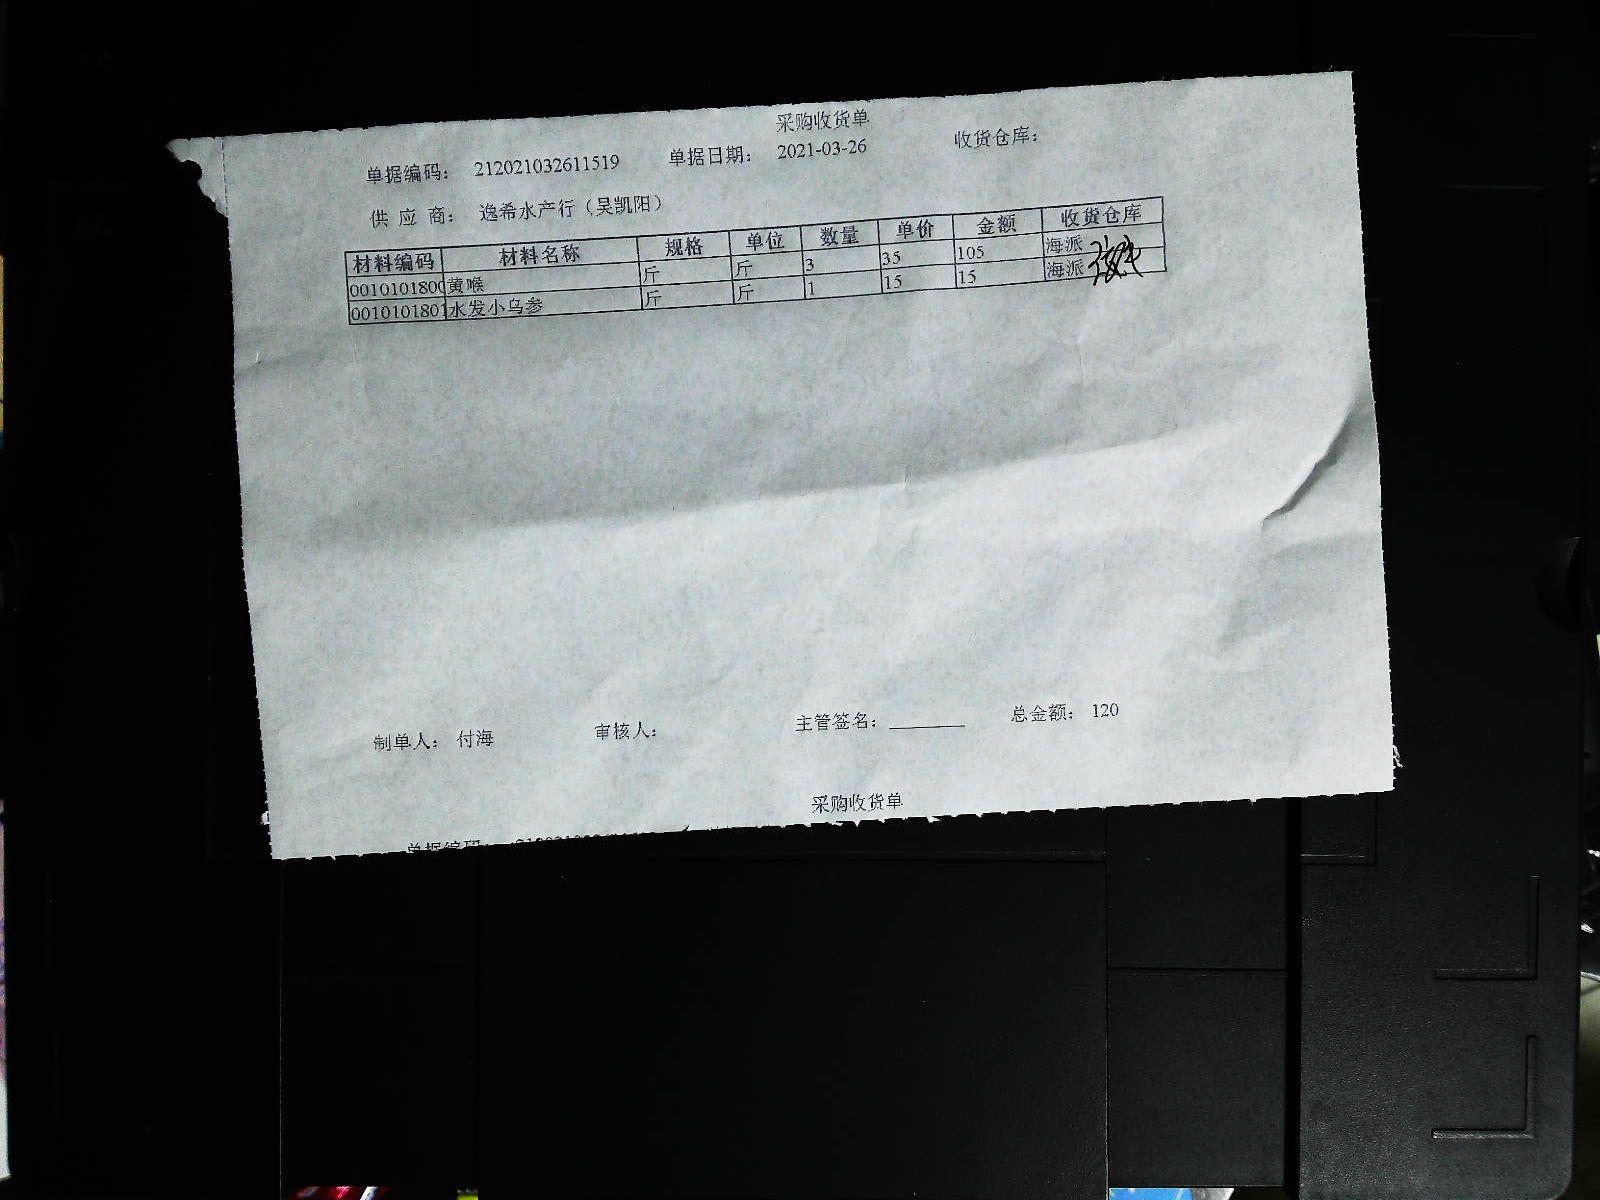 采购收货单
单据编码： 212021032611519 单据日期： 2021-03-26 收货仓库：
供 应 商： 逸希水产行（吴凯阳）
材料编码 材料名称 规格 单位 数量 单价 金额 收货仓库
0010101800 黄喉 斤 斤 3 35 105 海派
0010101801 水发小乌参 斤 斤 1 15 15 海派
制单人： 付海 审核人： 主管签名：________ 总金额： 120
采购收货单
单据编码：